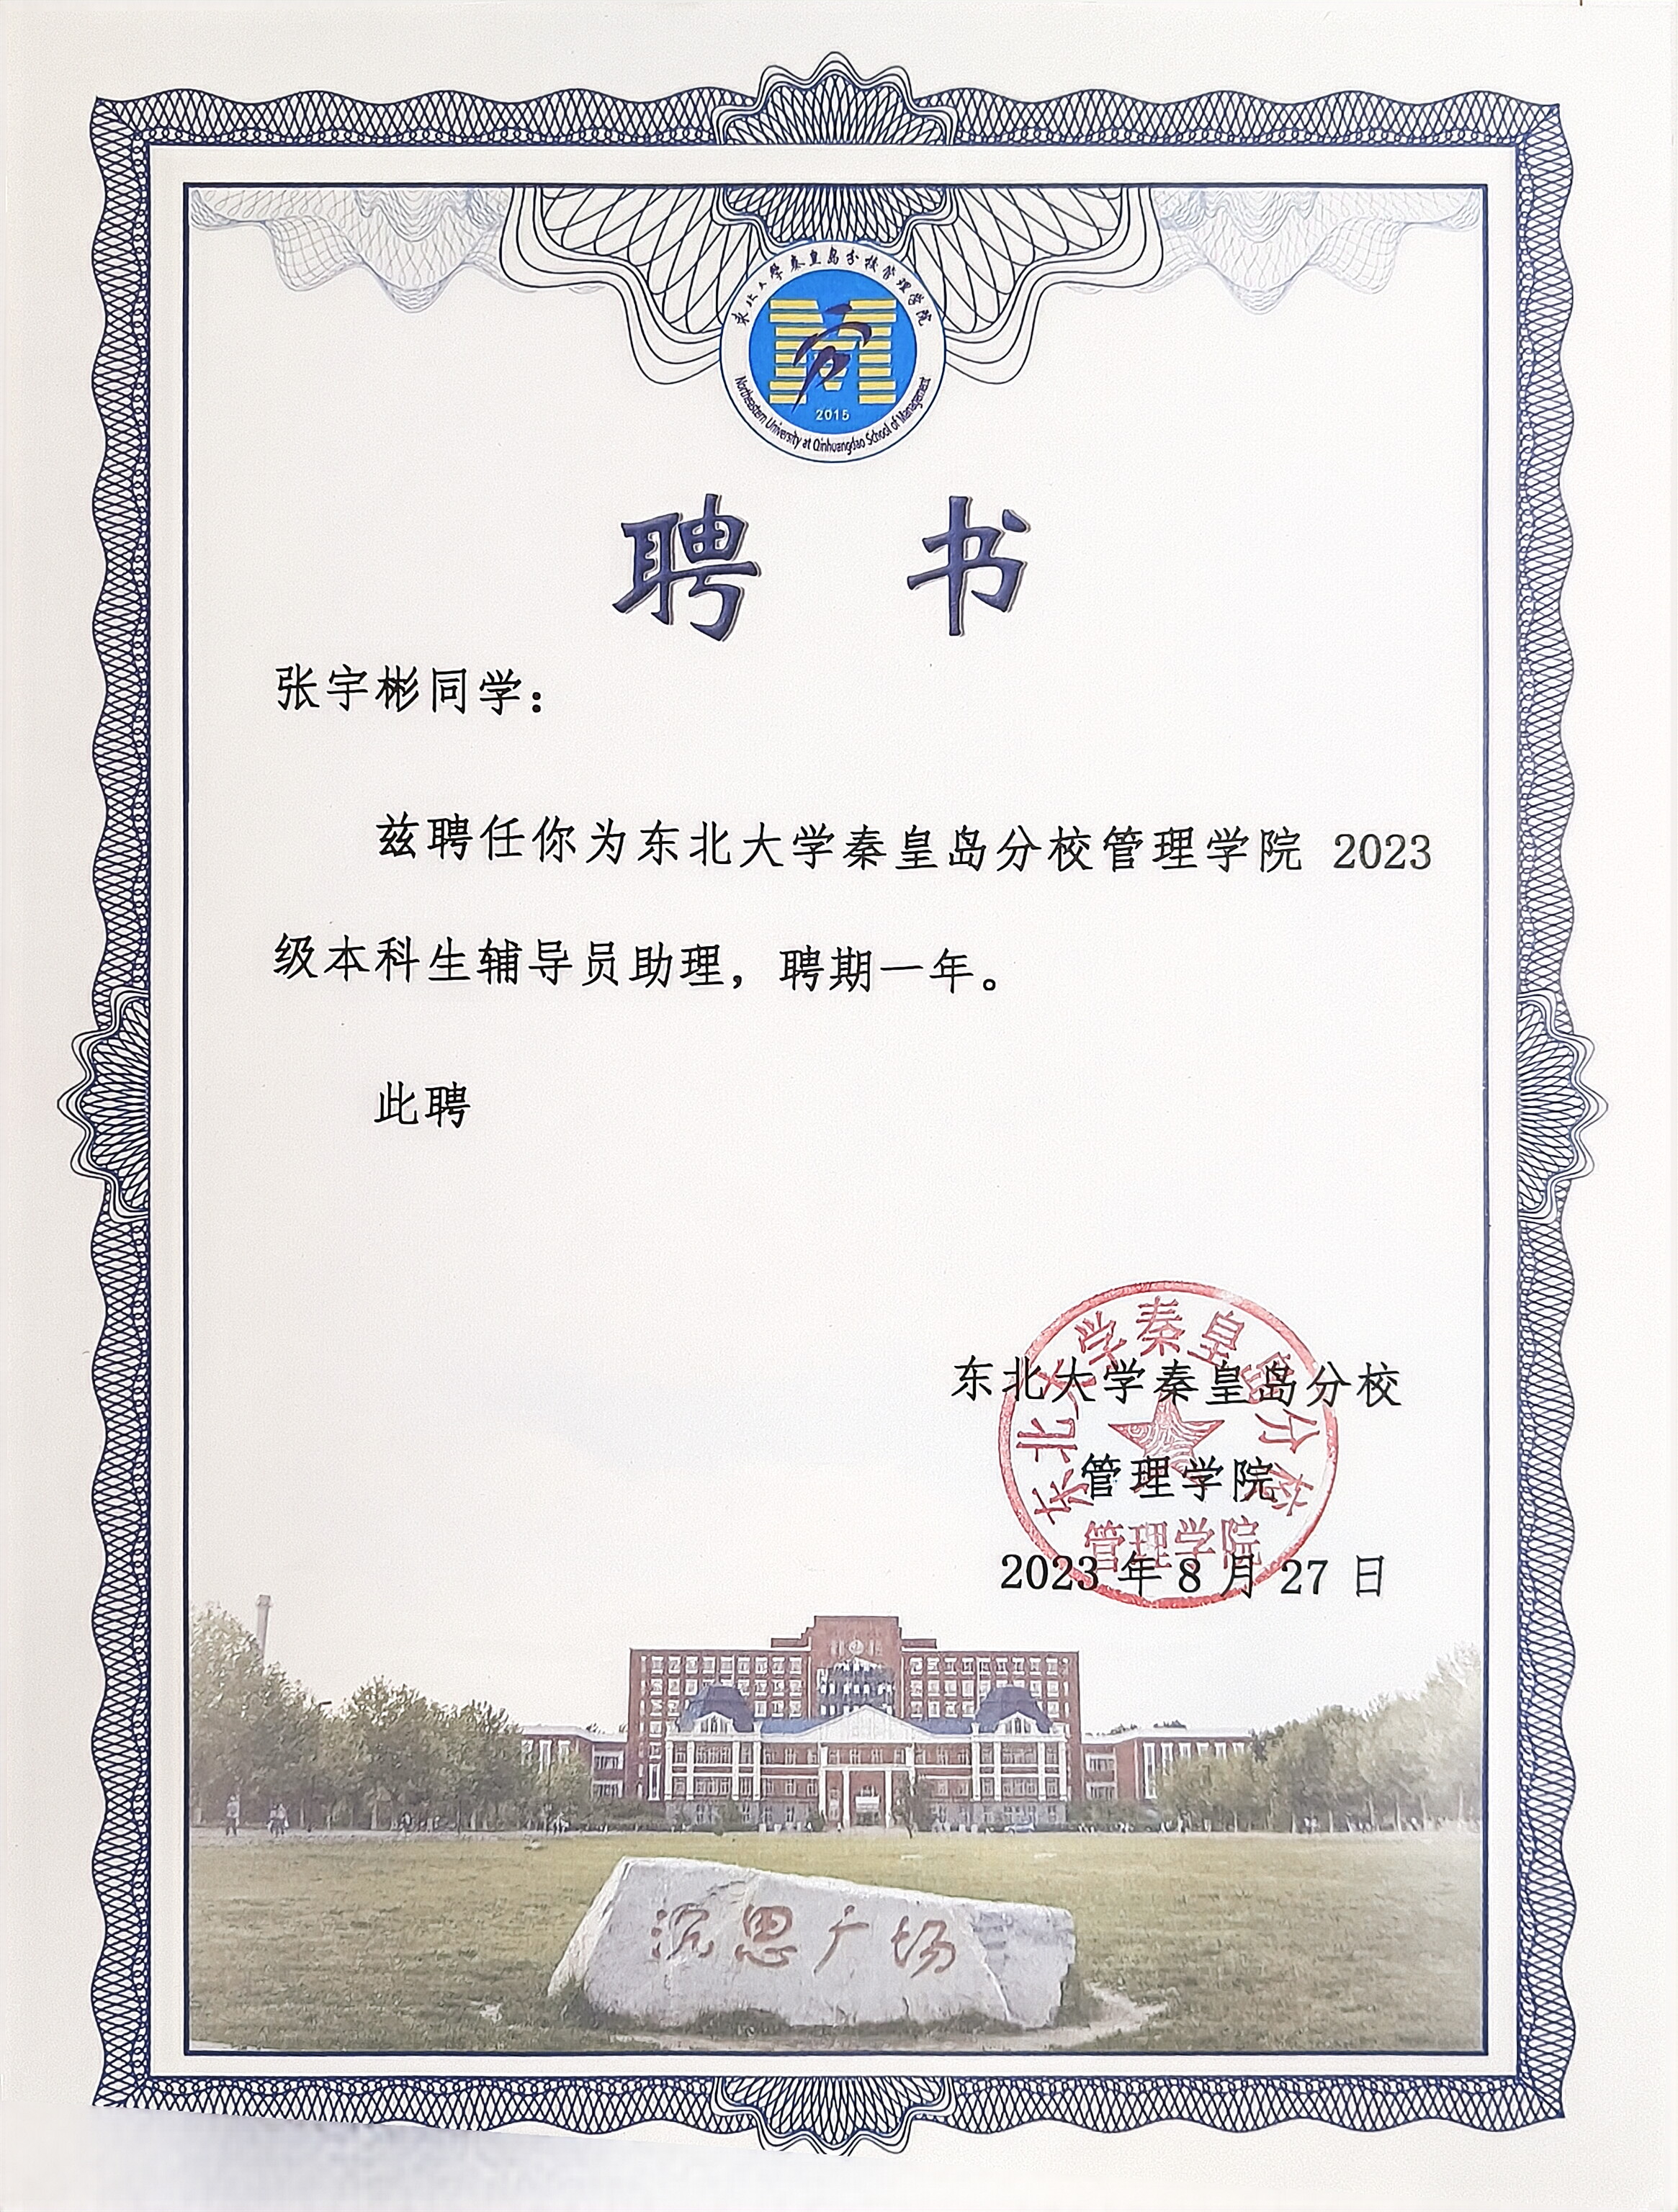 东北大学秦皇岛分校管理学院
2015
Northeastern University at Qinhuangdao School of Management
聘 书
张宇彬同学：
兹聘任你为东北大学秦皇岛分校管理学院 2023
级本科生辅导员助理，聘期一年。
此聘
东北大学秦皇岛分校
管理学院
2023 年 8 月 27 日
东北大学秦皇岛分校
管理学院
沉思广场